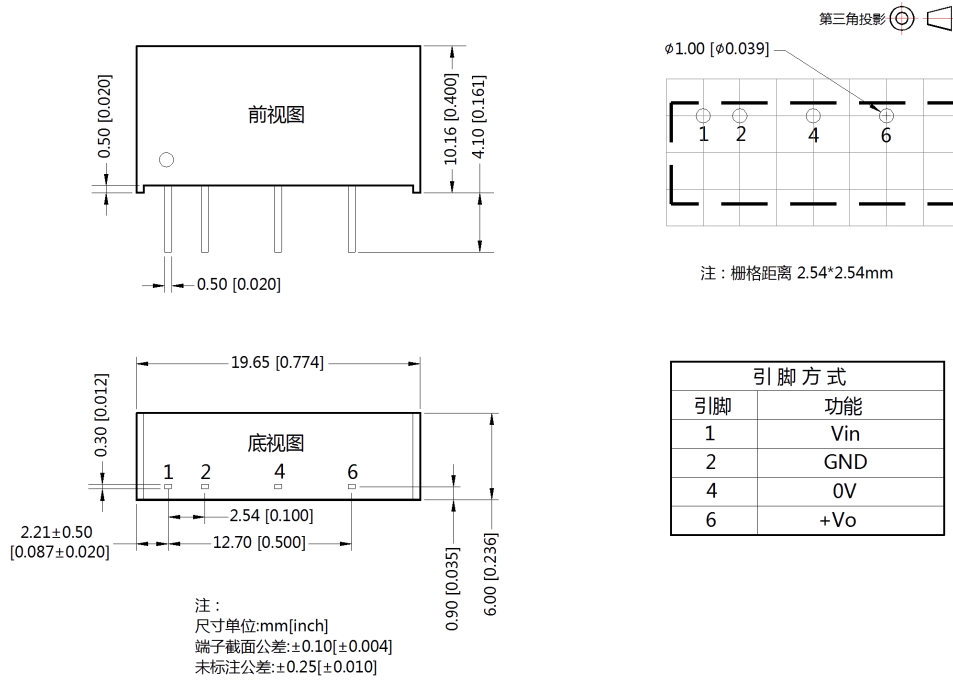 第三角投影
ϕ1.00 [ϕ0.039]
前视图
0.50 [0.020]
10.16 [0.400]
4.10 [0.161]
0.50 [0.020]
1 2 4 6
注：栅格距离 2.54*2.54mm
19.65 [0.774]
0.30 [0.012]
底视图
1 2 4 6
2.54 [0.100]
12.70 [0.500]
2.21±0.50
[0.087±0.020]
0.90 [0.035]
6.00 [0.236]
引脚方式
引脚 功能
1 Vin
2 GND
4 0V
6 +Vo
注：
尺寸单位:mm[inch]
端子截面公差:±0.10[±0.004]
未标注公差:±0.25[±0.010]